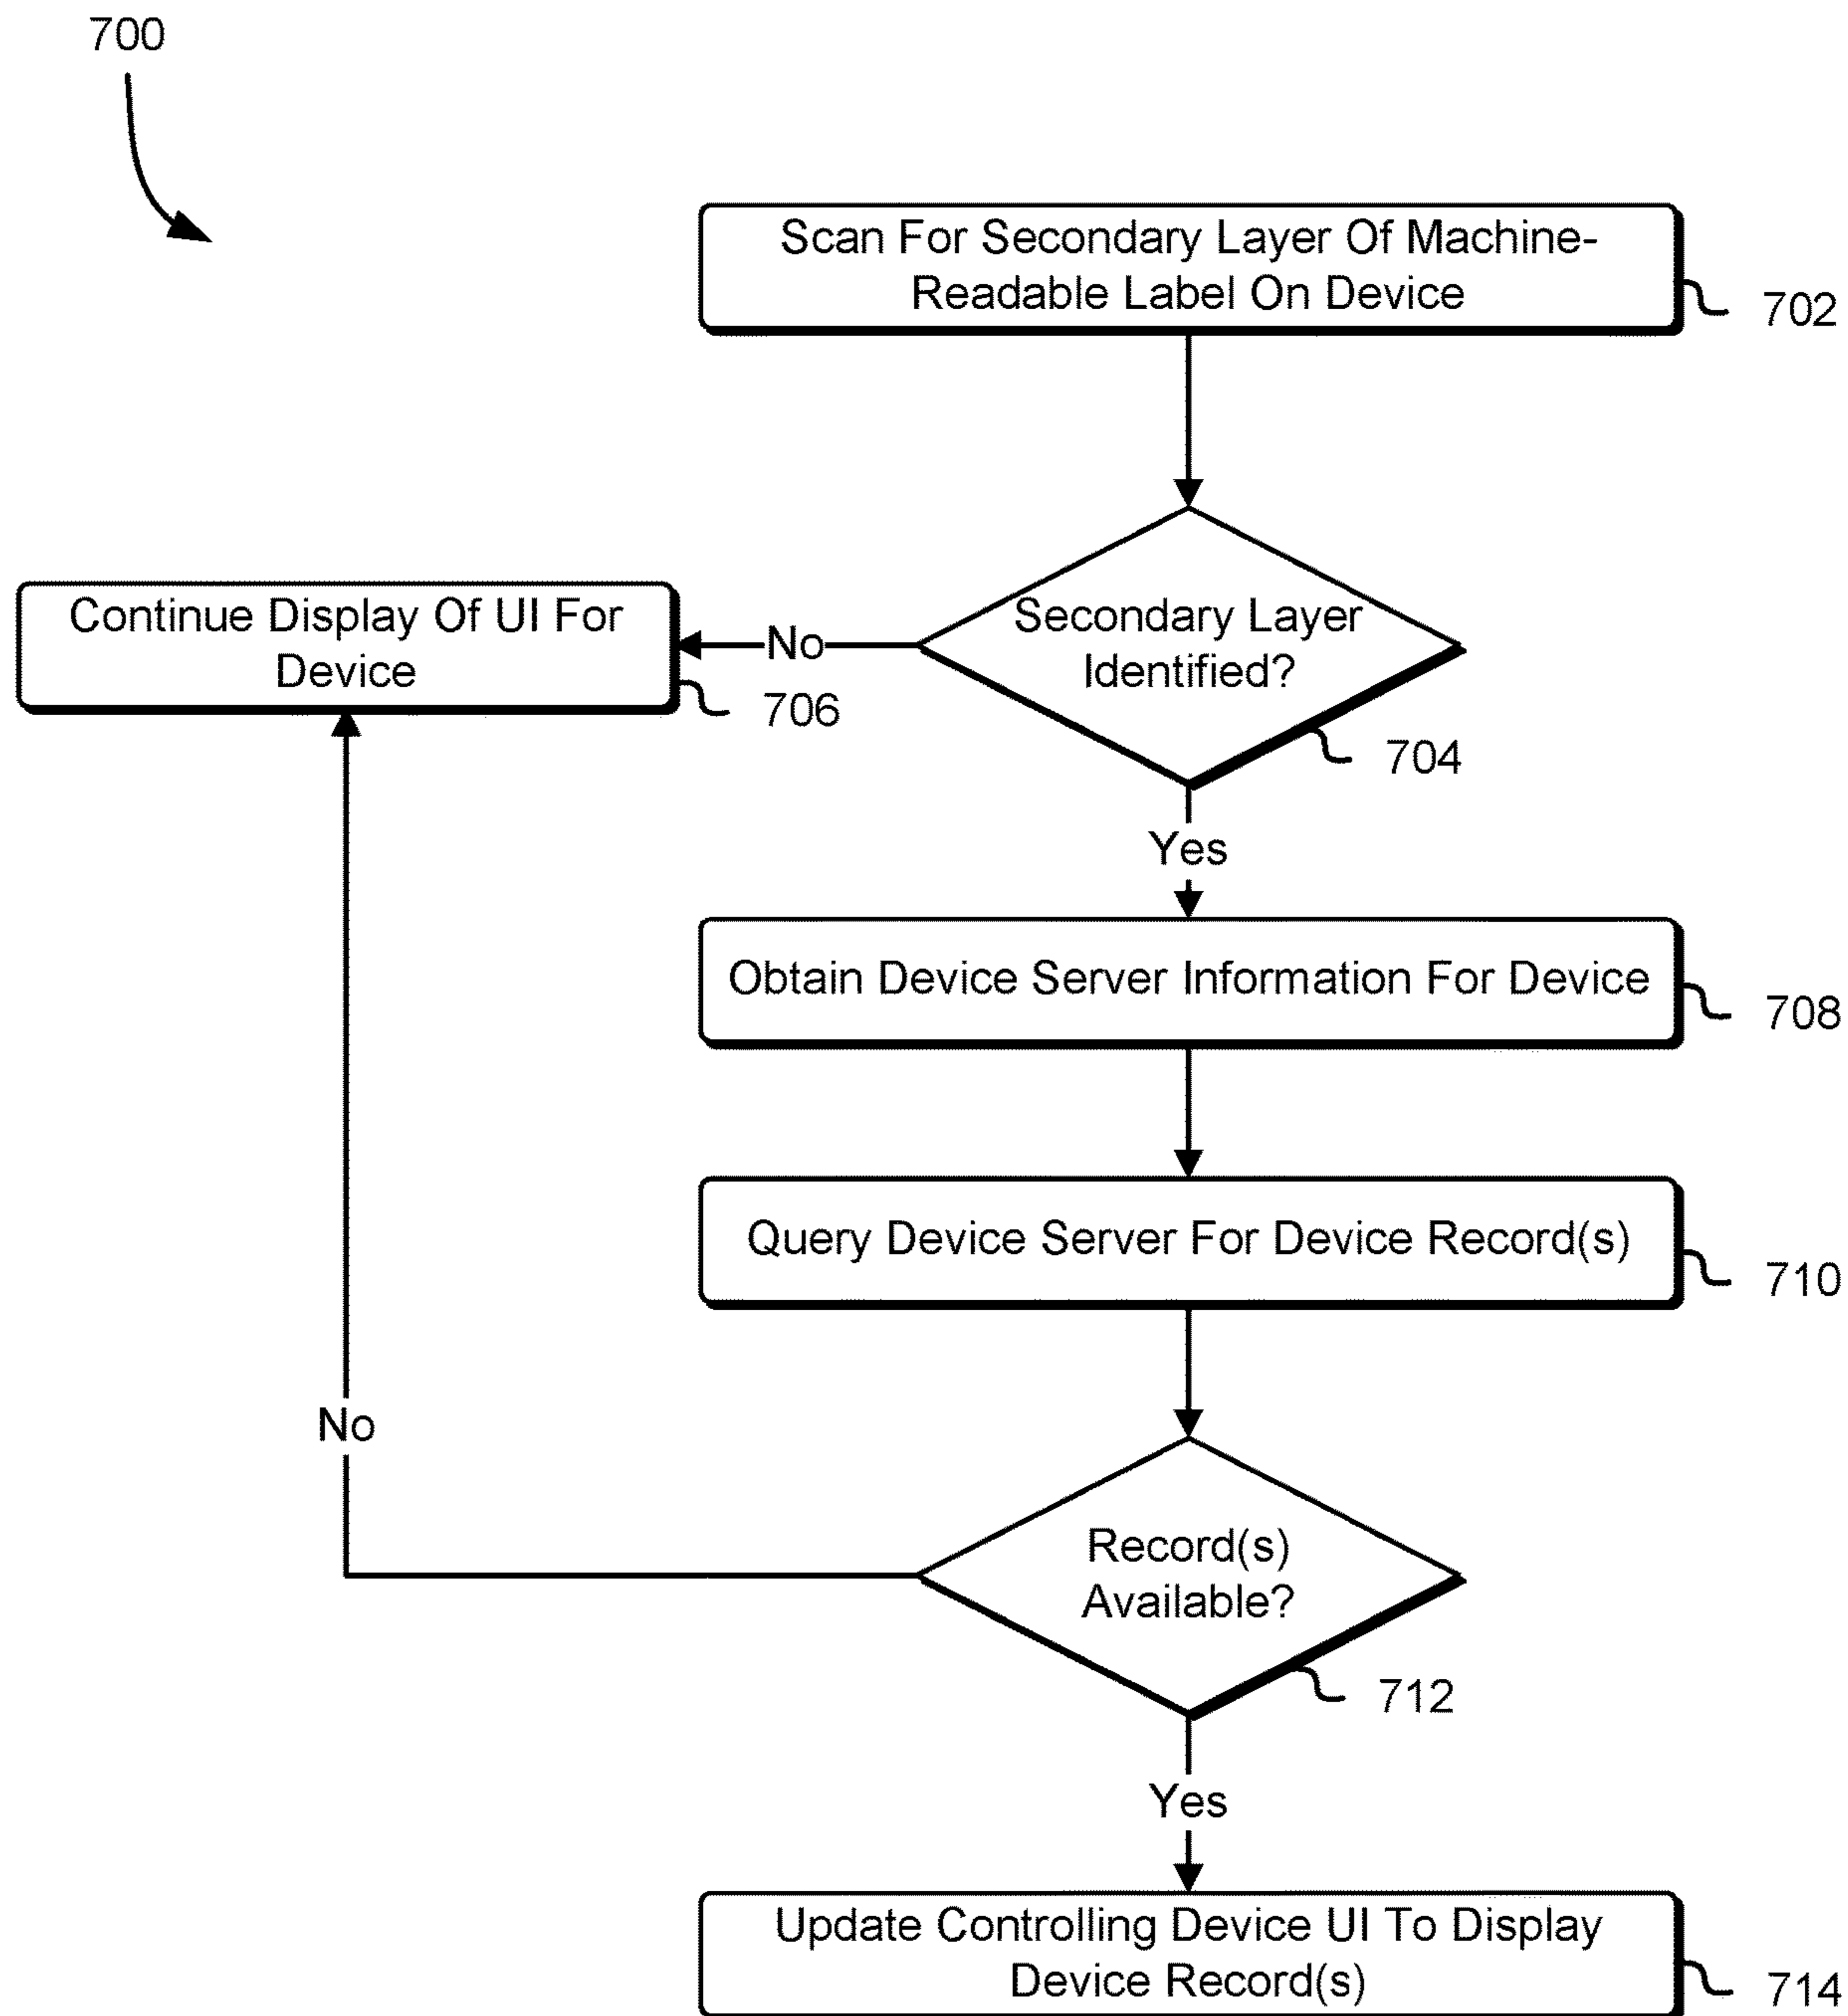 700
Scan For Secondary Layer Of Machine-
Readable Label On Device
702
Secondary Layer
Identified?
704
No
Continue Display Of UI For
Device
706
Yes
Obtain Device Server Information For Device
708
Query Device Server For Device Record(s)
710
Record(s)
Available?
712
No
Yes
Update Controlling Device UI To Display
Device Record(s)
714